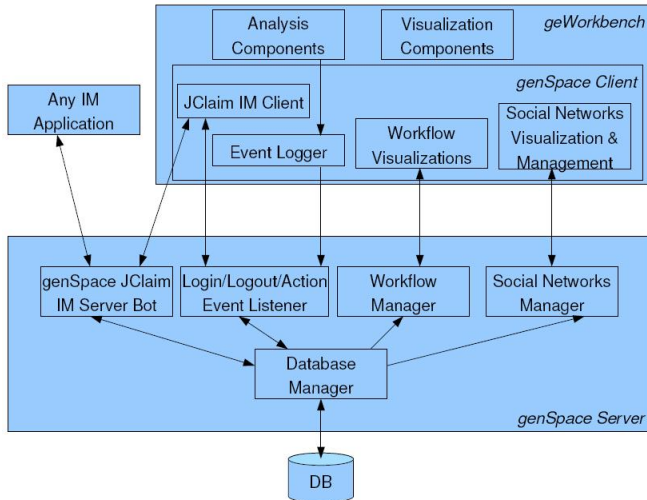 Analysis
Components
Visualization
Components
geWorkbench
genSpace Client
Any IM
Application
JClaim IM Client
Event Logger
Workflow
Visualizations
Social Networks
Visualization &
Management
genSpace JClaim
IM Server Bot
Login/Logout/Action
Event Listener
Workflow
Manager
Social Networks
Manager
Database
Manager
genSpace Server
DB